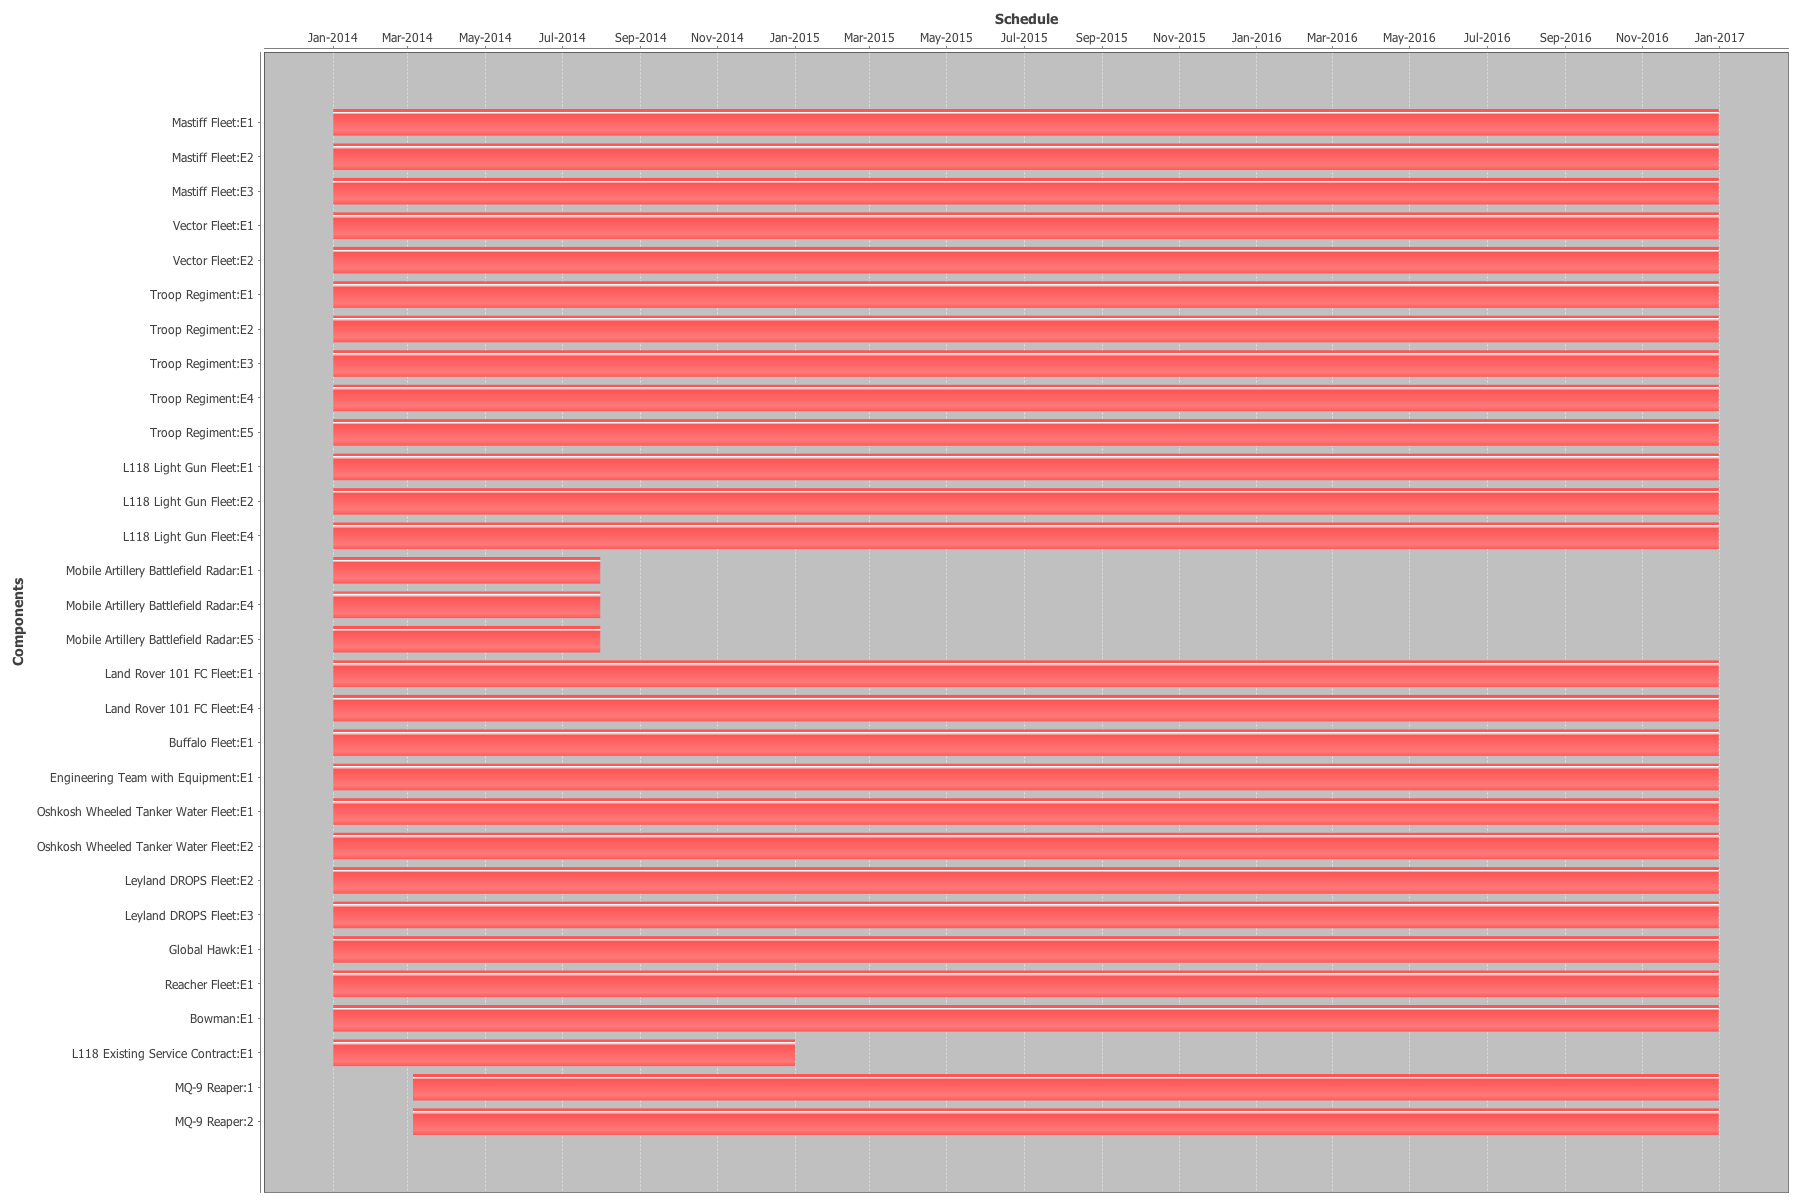 Schedule
Jan-2014 Mar-2014 May-2014 Jul-2014 Sep-2014 Nov-2014 Jan-2015 Mar-2015 May-2015 Jul-2015 Sep-2015 Nov-2015 Jan-2016 Mar-2016 May-2016 Jul-2016 Sep-2016 Nov-2016 Jan-2017
Components
Mastiff Fleet:E1
Mastiff Fleet:E2
Mastiff Fleet:E3
Vector Fleet:E1
Vector Fleet:E2
Troop Regiment:E1
Troop Regiment:E2
Troop Regiment:E3
Troop Regiment:E4
Troop Regiment:E5
L118 Light Gun Fleet:E1
L118 Light Gun Fleet:E2
L118 Light Gun Fleet:E4
Mobile Artillery Battlefield Radar:E1
Mobile Artillery Battlefield Radar:E4
Mobile Artillery Battlefield Radar:E5
Land Rover 101 FC Fleet:E1
Land Rover 101 FC Fleet:E4
Buffalo Fleet:E1
Engineering Team with Equipment:E1
Oshkosh Wheeled Tanker Water Fleet:E1
Oshkosh Wheeled Tanker Water Fleet:E2
Leyland DROPS Fleet:E2
Leyland DROPS Fleet:E3
Global Hawk:E1
Reacher Fleet:E1
Bowman:E1
L118 Existing Service Contract:E1
MQ-9 Reaper:1
MQ-9 Reaper:2